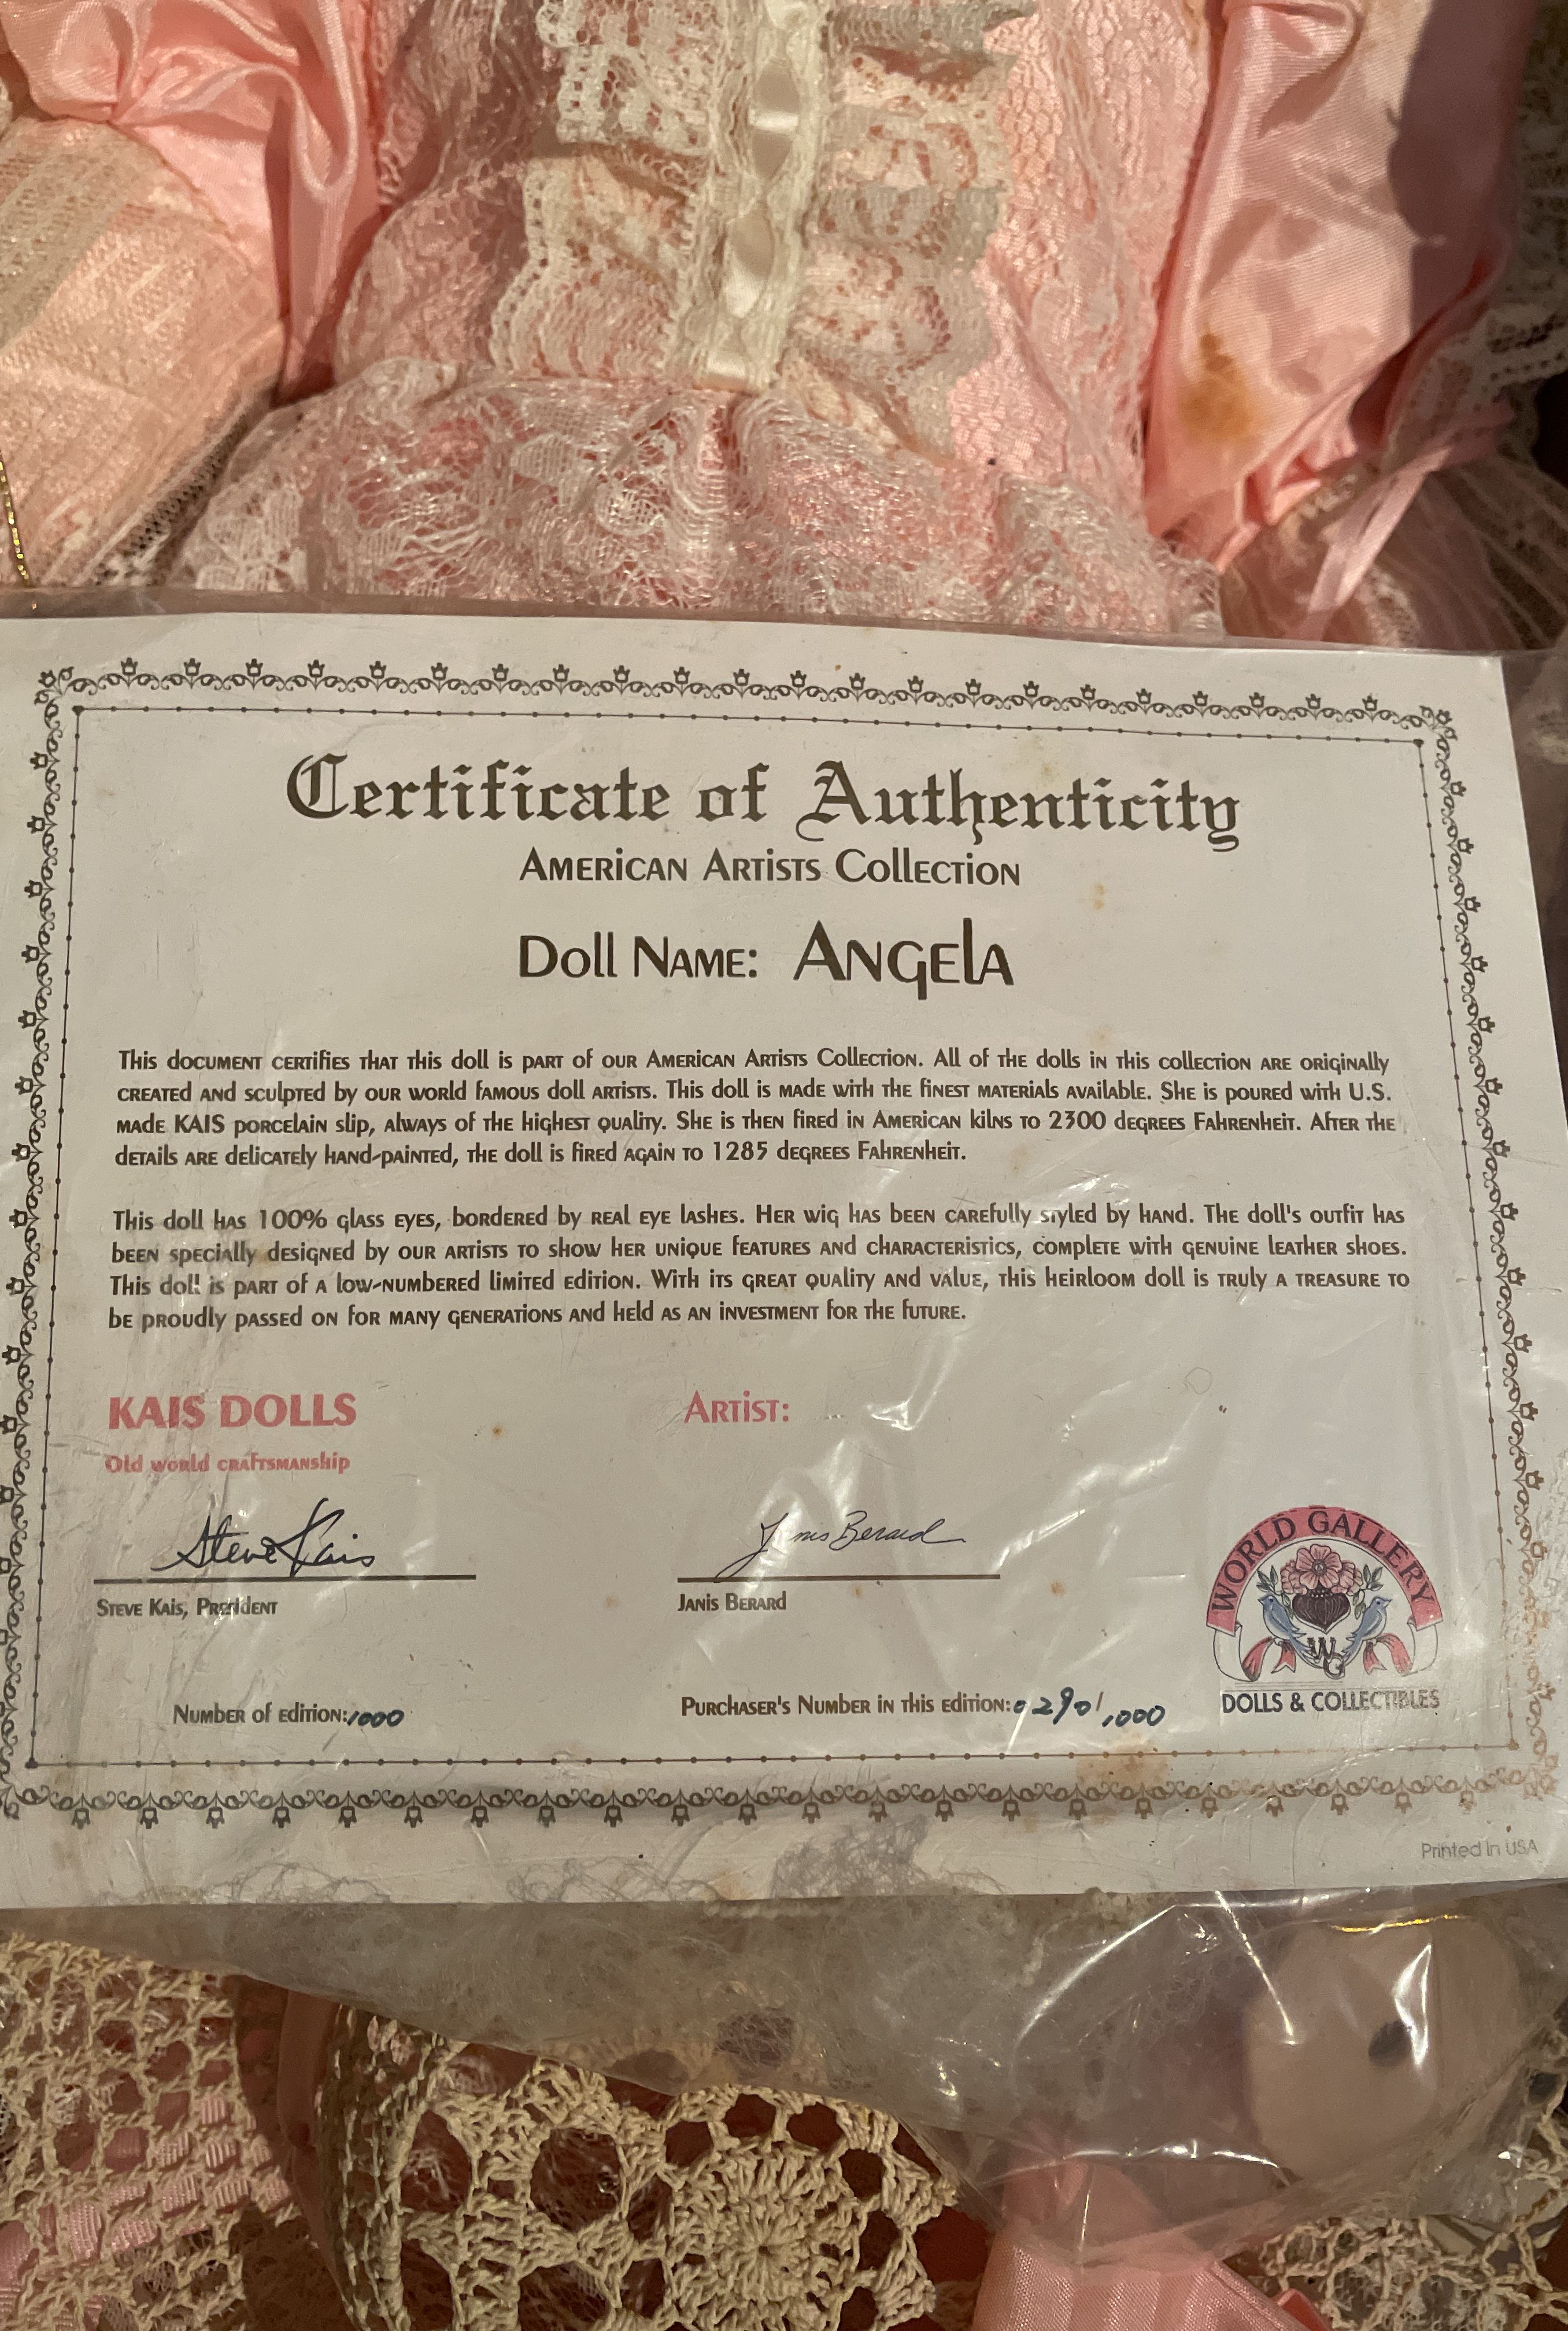 Certificate of Authenticity
American Artists Collection
Doll Name: Angela
This document certifies that this doll is part of our American Artists Collection. All of the dolls in this collection are originally
created and sculpted by our world famous doll artists. This doll is made with the finest materials available. She is poured with U.S.
made KAIS porcelain slip, always of the highest quality. She is then fired in American kilns to 2300 degrees Fahrenheit. After the
details are delicately hand-painted, the doll is fired again to 1285 degrees Fahrenheit.
This doll has 100% glass eyes, bordered by real eye lashes. Her wig has been carefully styled by hand. The doll's outfit has
been specially designed by our artists to show her unique features and characteristics, complete with genuine leather shoes.
This doll is part of a low-numbered limited edition. With its great quality and value, this heirloom doll is truly a treasure to
be proudly passed on for many generations and held as an investment for the future.
KAIS DOLLS
Old world craftsmanship
Artist:
Steve Kais
Janis Berard
Steve Kais, President
Janis Berard
Number of edition: 1000
Purchaser's Number in this edition: 0290/1000
WORLD GALLERY
WG
DOLLS & COLLECTIBLES
Printed in USA